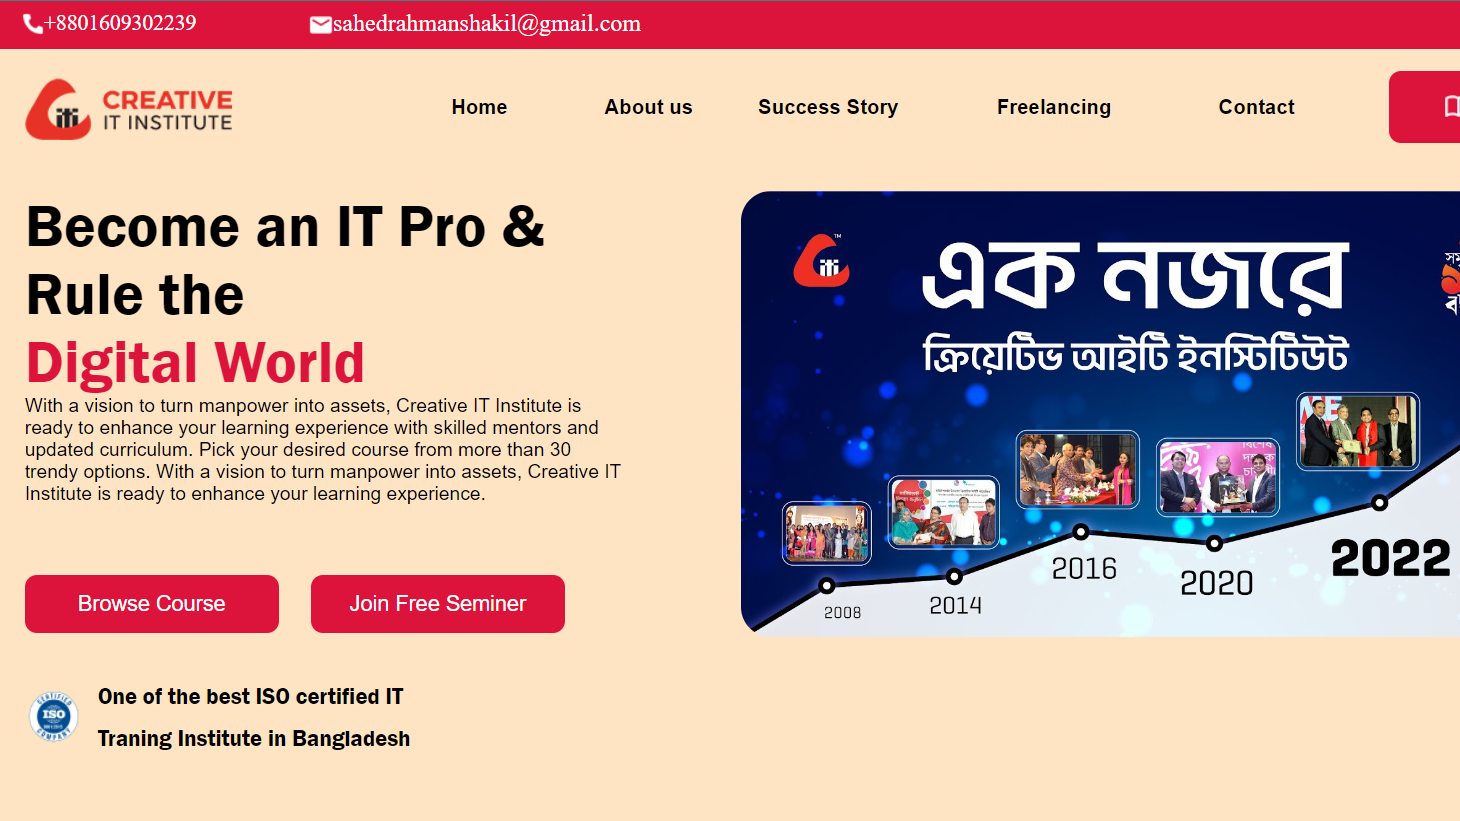 +8801609302239
sahedrahmanshakil@gmail.com
CREATIVE
IT INSTITUTE
Home
About us
Success Story
Freelancing
Contact
Become an IT Pro &
Rule the
Digital World
With a vision to turn manpower into assets, Creative IT Institute is
ready to enhance your learning experience with skilled mentors and
updated curriculum. Pick your desired course from more than 30
trendy options. With a vision to turn manpower into assets, Creative IT
Institute is ready to enhance your learning experience.
Browse Course
Join Free Seminer
CERTIFIED
ISO
COMPANY
One of the best ISO certified IT
Traning Institute in Bangladesh
এক নজরে
ক্রিয়েটিভ আইটি ইনস্টিটিউট
2008
2014
2016
2020
2022